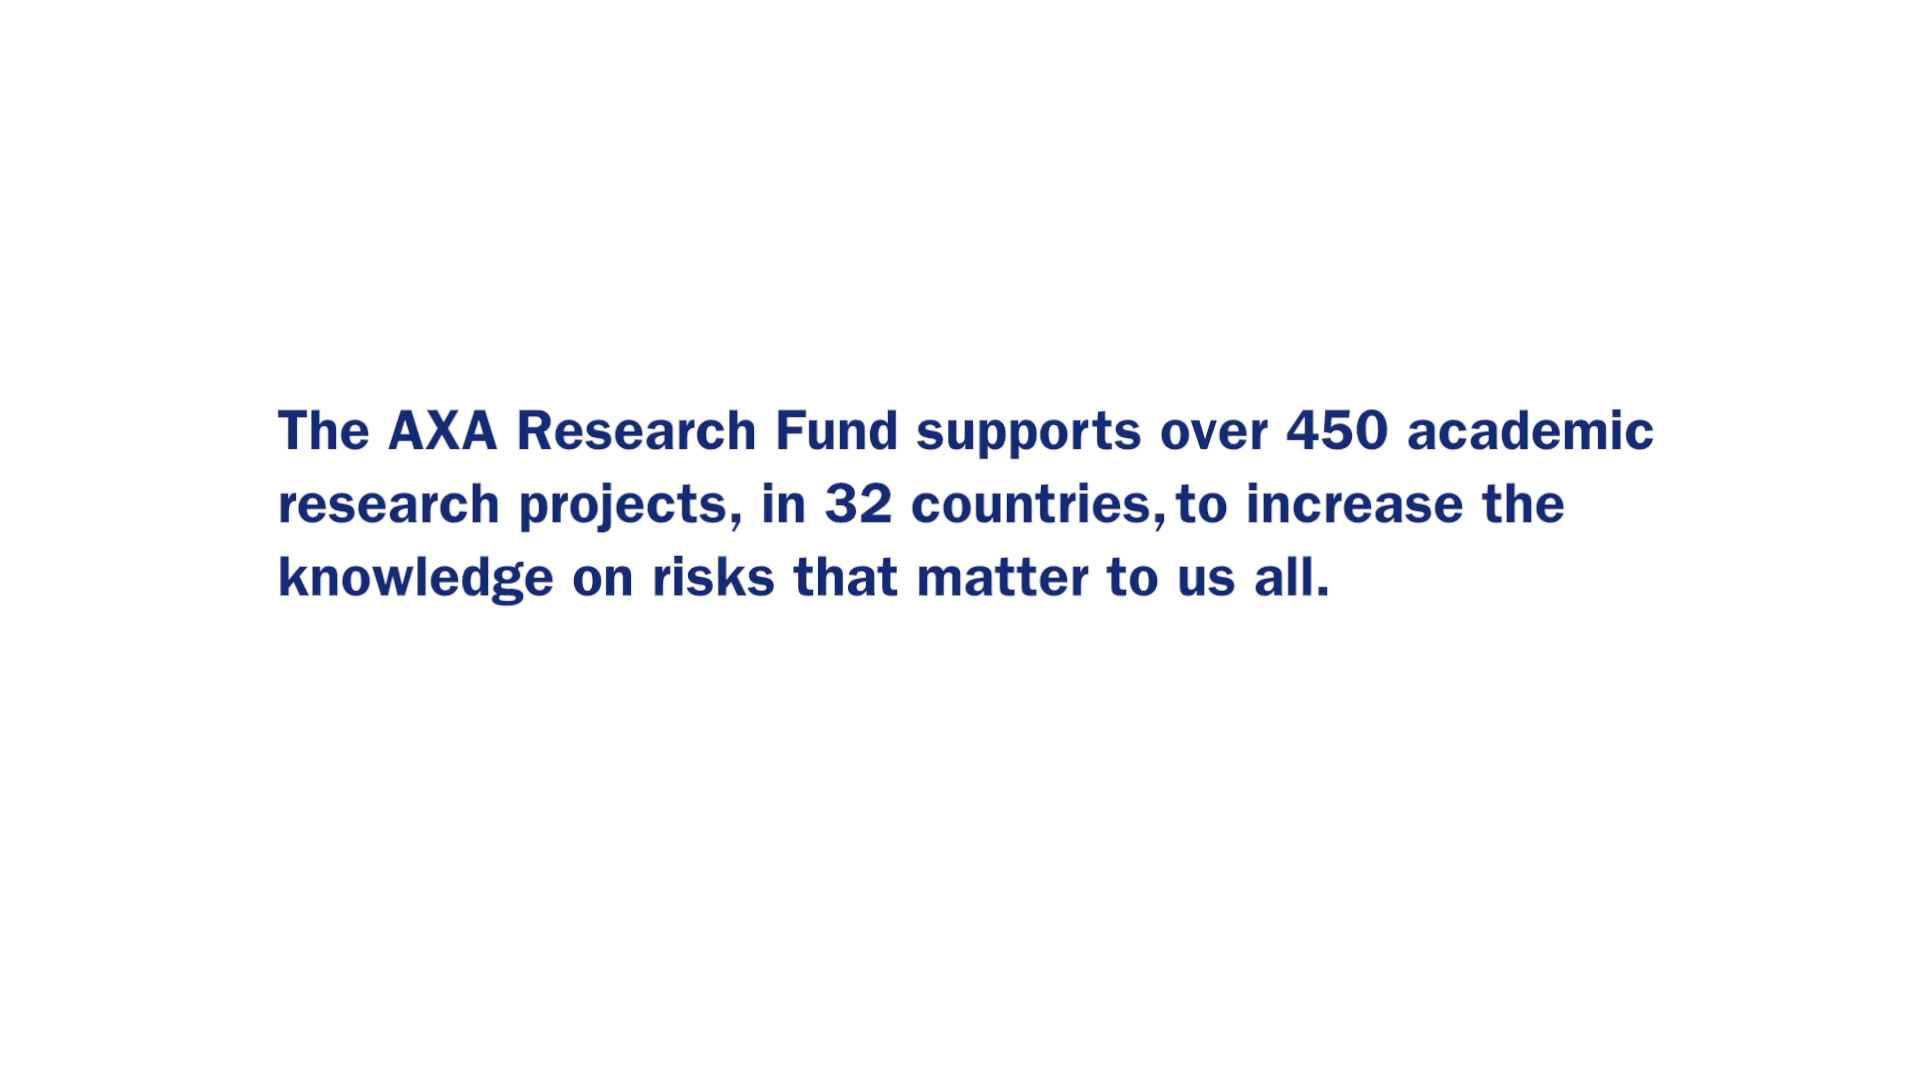 The AXA Research Fund supports over 450 academic
research projects, in 32 countries, to increase the
knowledge on risks that matter to us all.